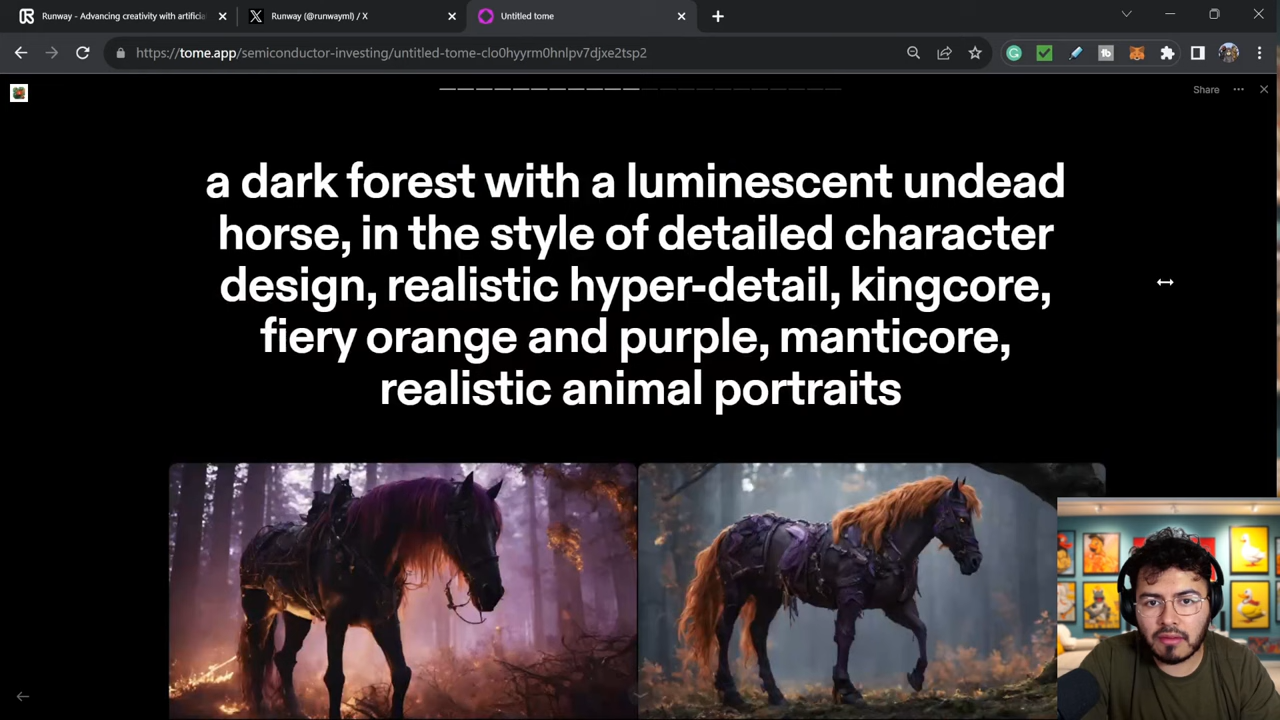 Runway - Advancing creativity with artificia
Runway (@runwayml) / X
Untitled tome
https://tome.app/semiconductor-investing/untitled-tome-clo0hyyrm0hnlpv7djxe2tsp2
Share
a dark forest with a luminescent undead
horse, in the style of detailed character
design, realistic hyper-detail, kingcore,
fiery orange and purple, manticore,
realistic animal portraits